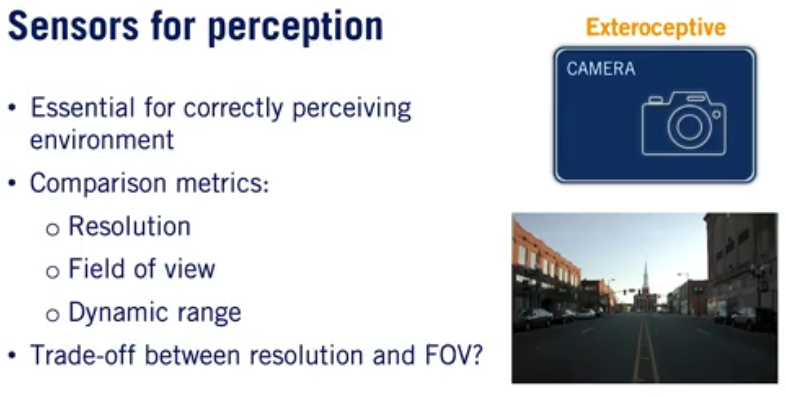 Sensors for perception
Exteroceptive
CAMERA
• Essential for correctly perceiving
environment
• Comparison metrics:
o Resolution
o Field of view
o Dynamic range
• Trade-off between resolution and FOV?